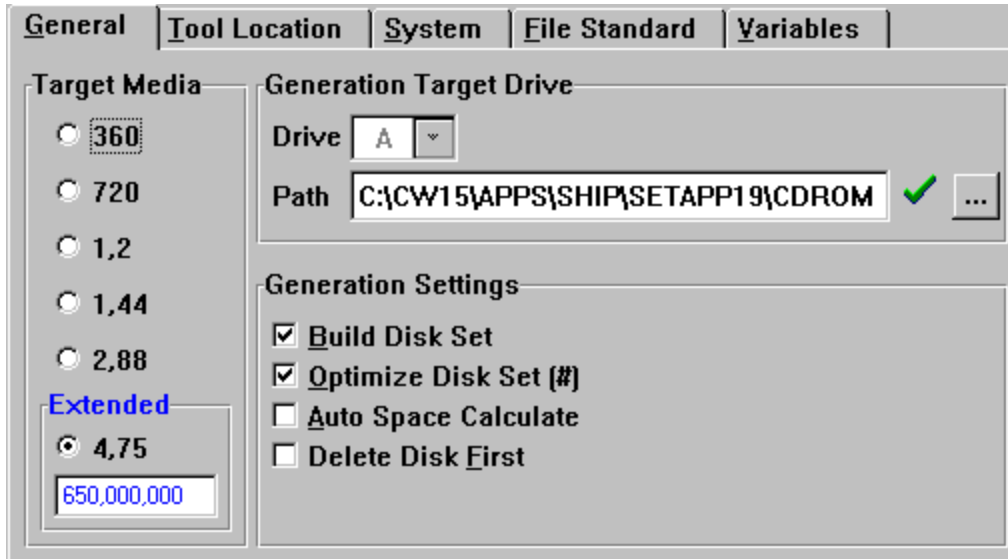 General Tool Location System File Standard Variables
Target Media
360
720
1,2
1,44
2,88
Extended
4,75
650,000,000
Generation Target Drive
Drive A
Path C:\CW15\APPS\SHIP\SETAPP19\CDROM ...
Generation Settings
Build Disk Set
Optimize Disk Set (#)
Auto Space Calculate
Delete Disk First